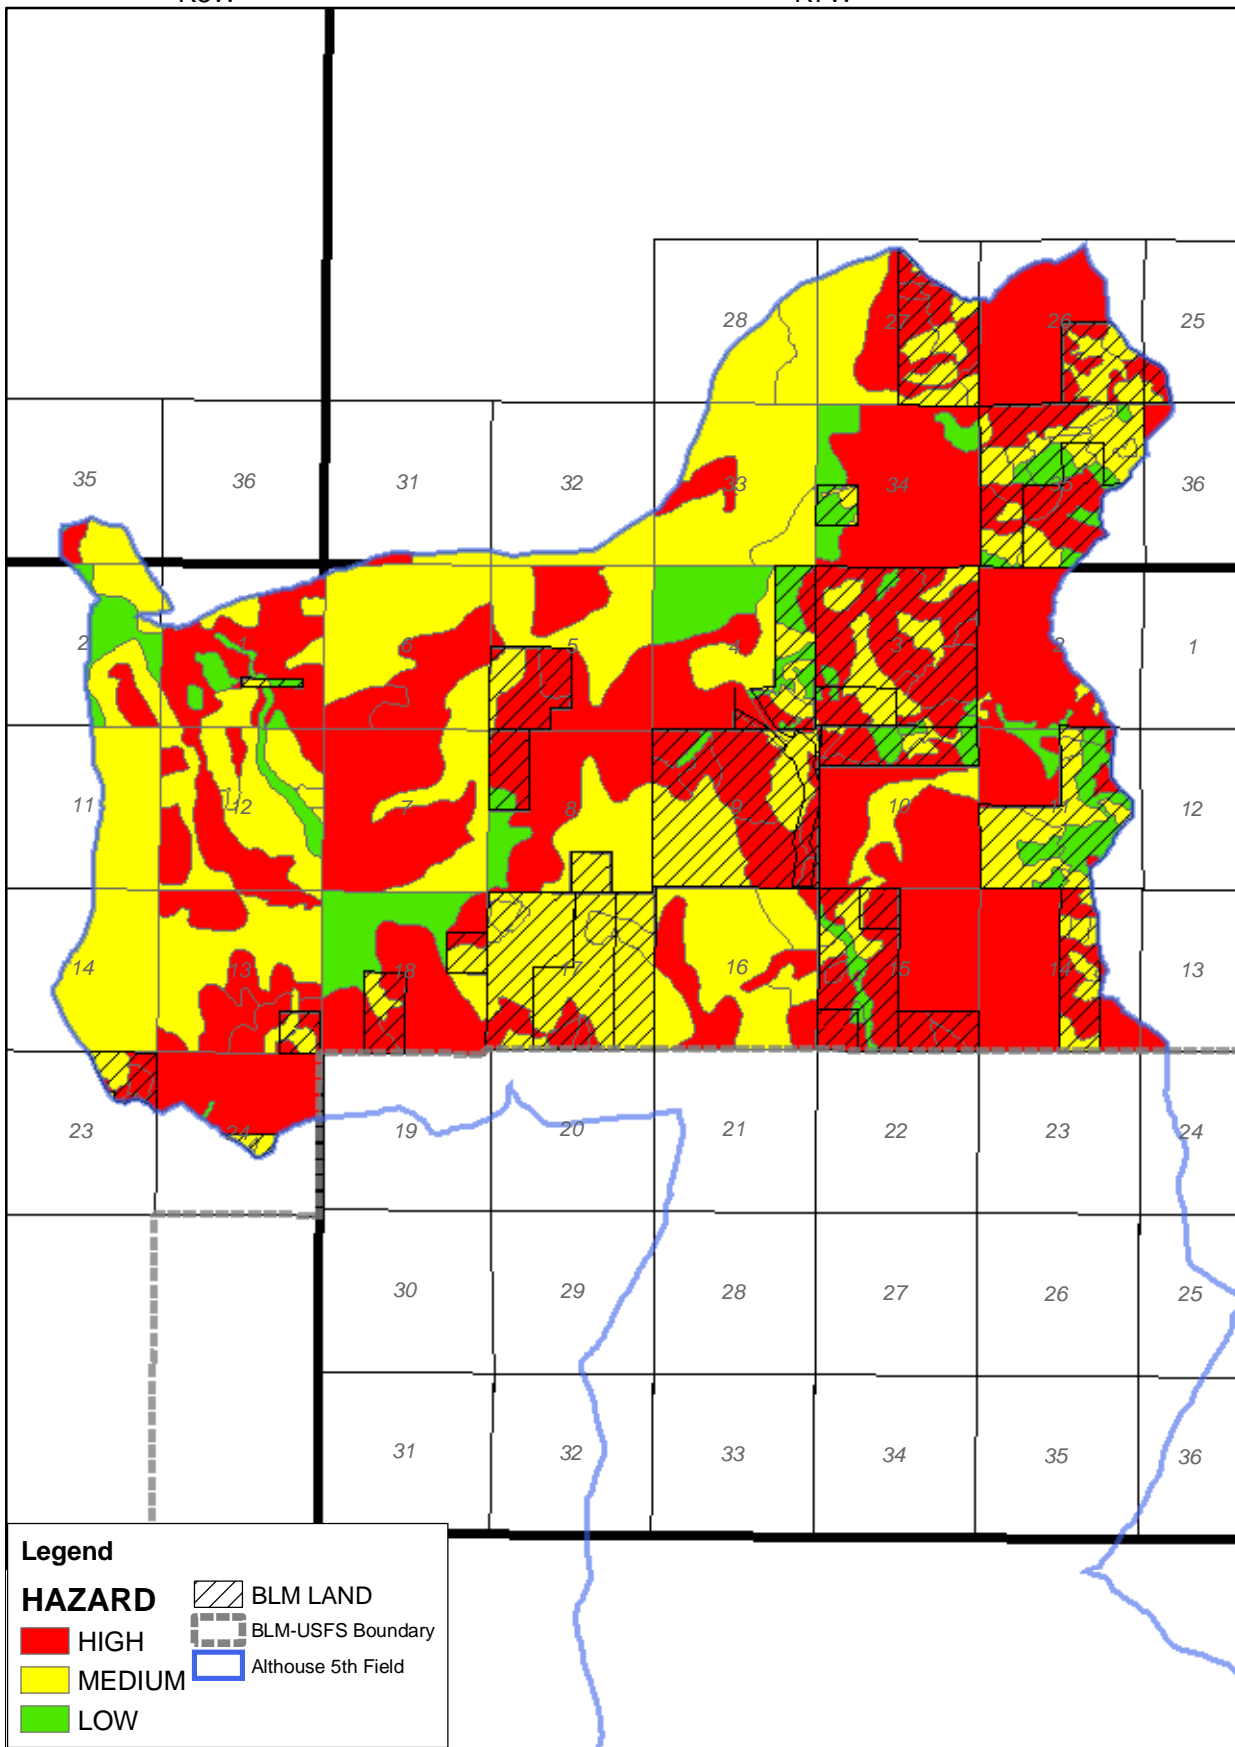 28 27 26 25
35 36 31 32 33 34 35 36
2 1 6 5 4 3 2 1
11 12 7 8 9 10 11 12
14 13 18 17 16 15 14 13
23 24 19 20 21 22 23 24
30 29 28 27 26 25
31 32 33 34 35 36
Legend
HAZARD
HIGH
MEDIUM
LOW
BLM LAND
BLM-USFS Boundary
Althouse 5th Field